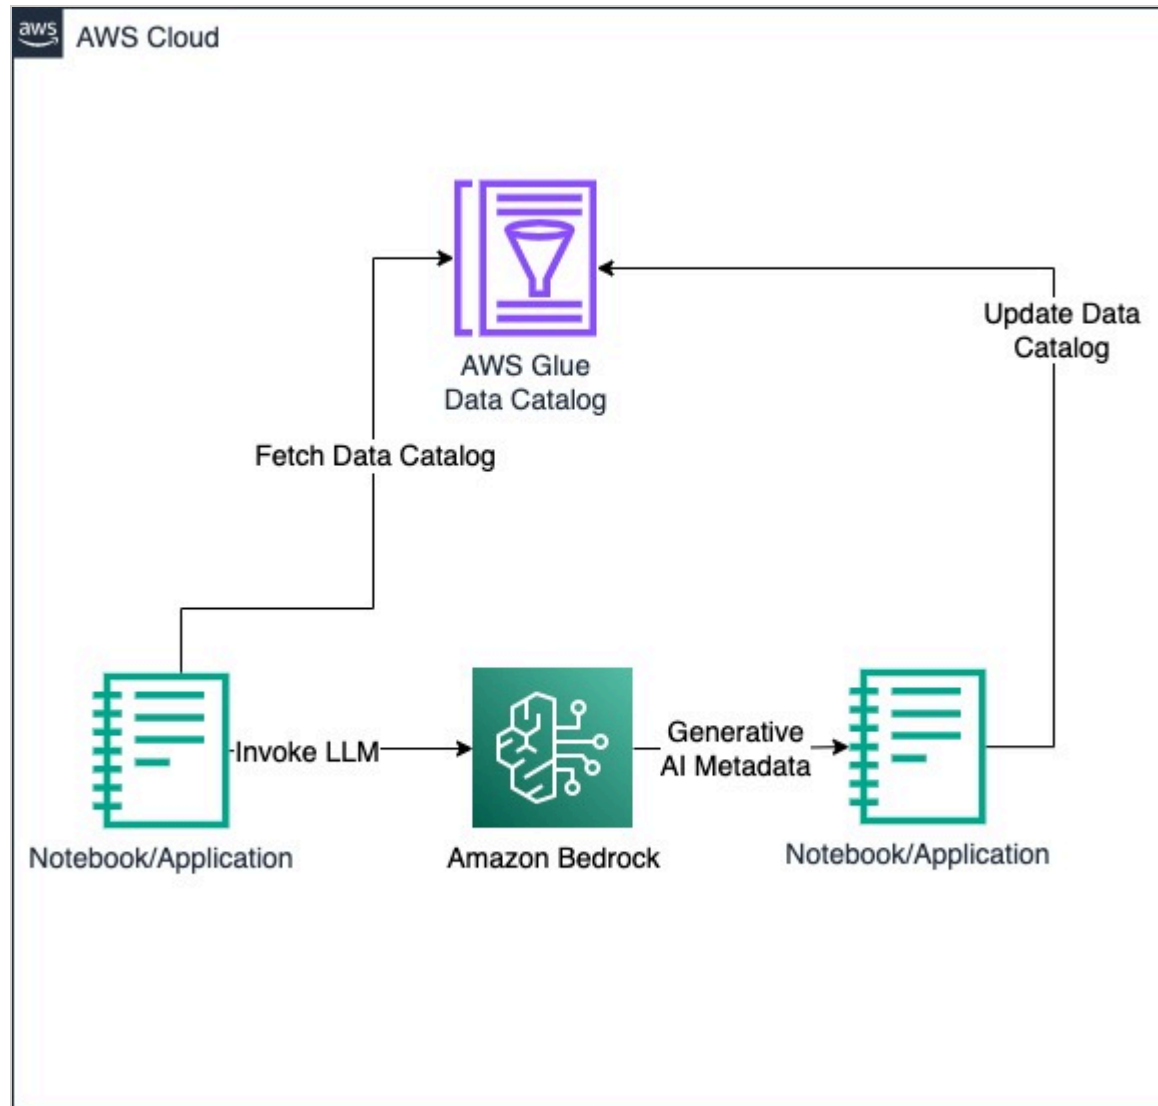 aws
AWS Cloud
AWS Glue
Data Catalog
Update Data
Catalog
Fetch Data Catalog
Invoke LLM
Generative
AI Metadata
Notebook/Application
Amazon Bedrock
Notebook/Application